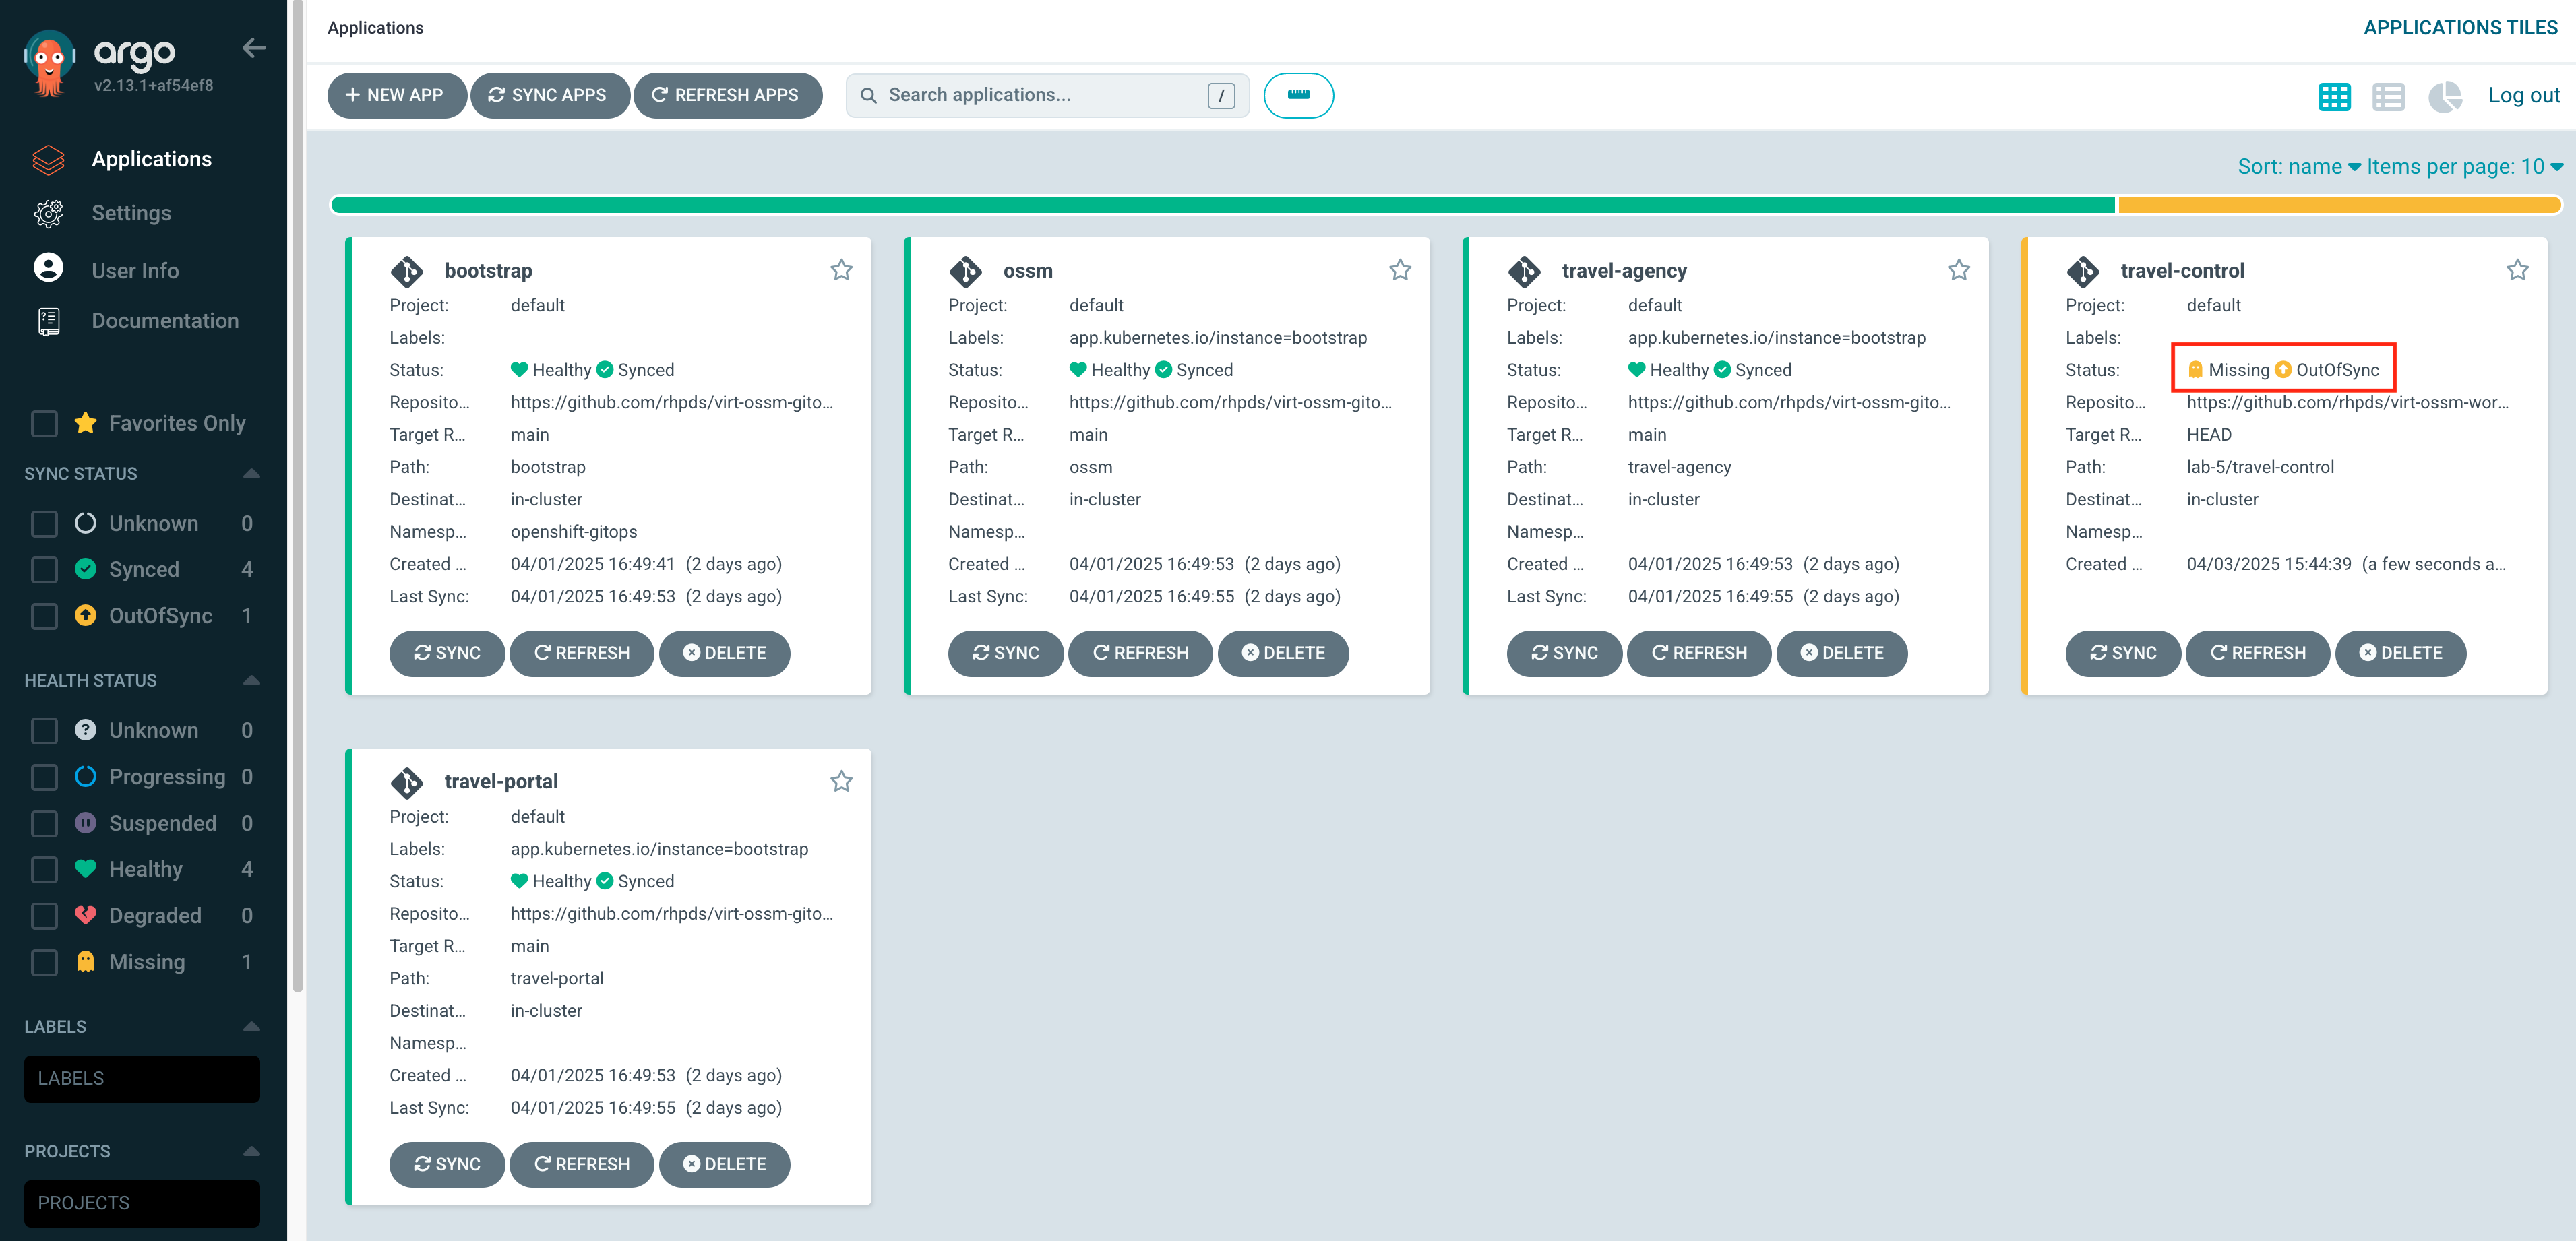 argo
v2.13.1+af54ef8
Applications
Settings
User Info
Documentation
Favorites Only
SYNC STATUS
Unknown 0
Synced 4
OutOfSync 1
HEALTH STATUS
Unknown 0
Progressing 0
Suspended 0
Healthy 4
Degraded 0
Missing 1
LABELS
LABELS
PROJECTS
PROJECTS
Applications
APPLICATIONS TILES
NEW APP SYNC APPS REFRESH APPS Search applications... / Log out
Sort: name Items per page: 10
bootstrap
Project: default
Labels:
Status: Healthy Synced
Reposito... https://github.com/rhpds/virt-ossm-gito...
Target R... main
Path: bootstrap
Destinat... in-cluster
Namesp... openshift-gitops
Created ... 04/01/2025 16:49:41 (2 days ago)
Last Sync: 04/01/2025 16:49:53 (2 days ago)
SYNC REFRESH DELETE
ossm
Project: default
Labels: app.kubernetes.io/instance=bootstrap
Status: Healthy Synced
Reposito... https://github.com/rhpds/virt-ossm-gito...
Target R... main
Path: ossm
Destinat... in-cluster
Namesp...
Created ... 04/01/2025 16:49:53 (2 days ago)
Last Sync: 04/01/2025 16:49:55 (2 days ago)
SYNC REFRESH DELETE
travel-agency
Project: default
Labels: app.kubernetes.io/instance=bootstrap
Status: Healthy Synced
Reposito... https://github.com/rhpds/virt-ossm-gito...
Target R... main
Path: travel-agency
Destinat... in-cluster
Namesp...
Created ... 04/01/2025 16:49:53 (2 days ago)
Last Sync: 04/01/2025 16:49:55 (2 days ago)
SYNC REFRESH DELETE
travel-control
Project: default
Labels:
Status: Missing OutOfSync
Reposito... https://github.com/rhpds/virt-ossm-wor...
Target R... HEAD
Path: lab-5/travel-control
Destinat... in-cluster
Namesp...
Created ... 04/03/2025 15:44:39 (a few seconds a...
SYNC REFRESH DELETE
travel-portal
Project: default
Labels: app.kubernetes.io/instance=bootstrap
Status: Healthy Synced
Reposito... https://github.com/rhpds/virt-ossm-gito...
Target R... main
Path: travel-portal
Destinat... in-cluster
Namesp...
Created ... 04/01/2025 16:49:53 (2 days ago)
Last Sync: 04/01/2025 16:49:55 (2 days ago)
SYNC REFRESH DELETE